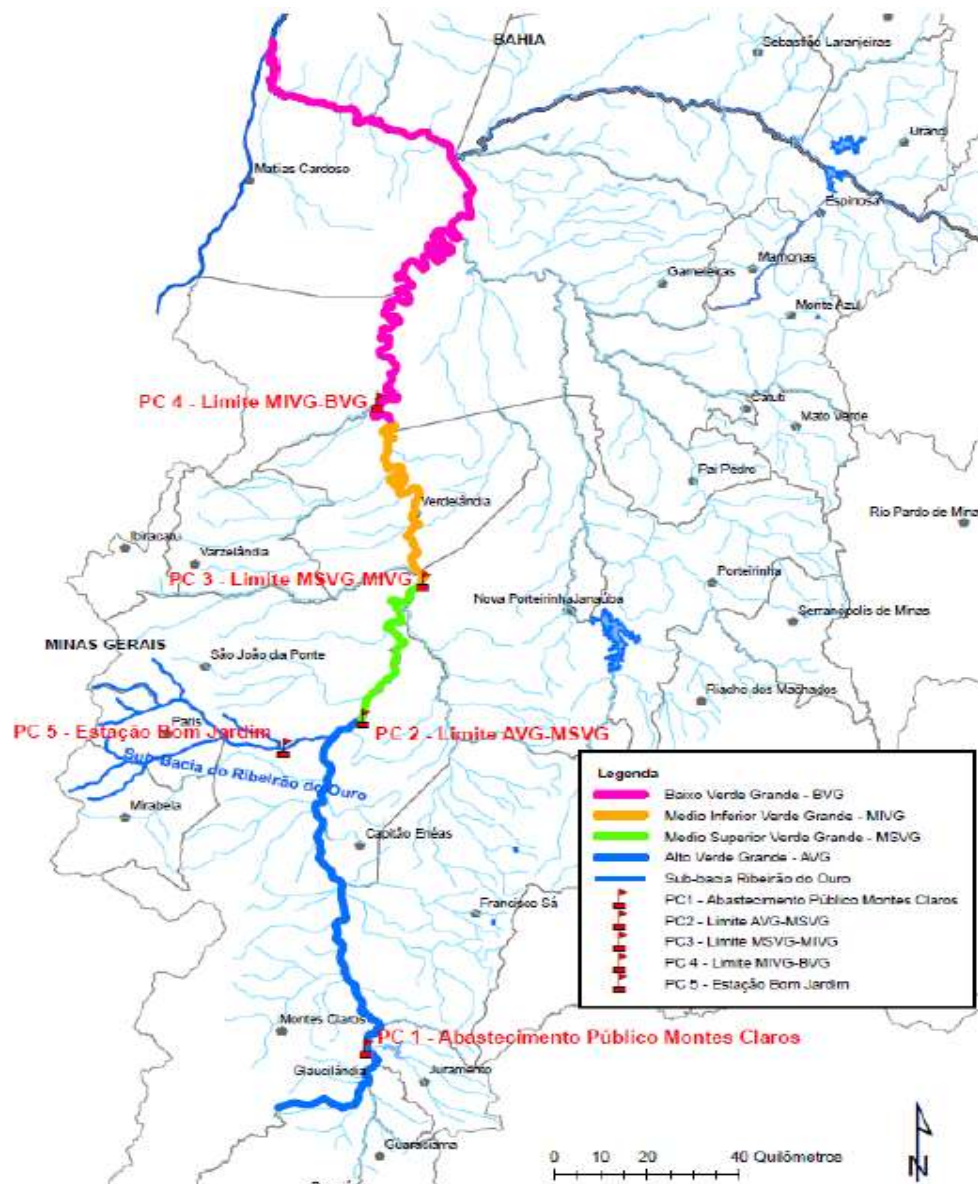 BAHIA
Sebastião Laranjeiras
Urandi
Matias Cardoso
Espinosa
Mamonas
Gameleiras
Monte Azul
PC 4 - Limite MIVG-BVG
Catuti
Mato Verde
Pai Pedro
Verdelândia
Rio Pardo de Mina
Ibiracatu
Varzelândia
PC 3 - Limite MSVG-MIVG
Porteirinha
Nova Porteirinha
Janaúba
Serranópolis de Minas
MINAS GERAIS
São João da Ponte
Riacho dos Machados
Paris
PC 5 - Estação Bom Jardim
PC 2 - Limite AVG-MSVG
Sub-Bacia do Ribeirão do Ouro
Mirabela
Capitão Enéas
Legenda
Baixo Verde Grande - BVG
Medio Inferior Verde Grande - MIVG
Medio Superior Verde Grande - MSVG
Alto Verde Grande - AVG
Sub-bacia Ribeirão do Ouro
PC1 - Abastecimento Público Montes Claros
PC2 - Limite AVG-MSVG
PC3 - Limite MSVG-MIVG
PC 4 - Limite MIVG-BVG
PC 5 - Estação Bom Jardim
Francisco Sá
Montes Claros
PC 1 - Abastecimento Público Montes Claros
Glaucilândia
Juramento
Guaraciama
0 10 20 40 Quilômetros
N